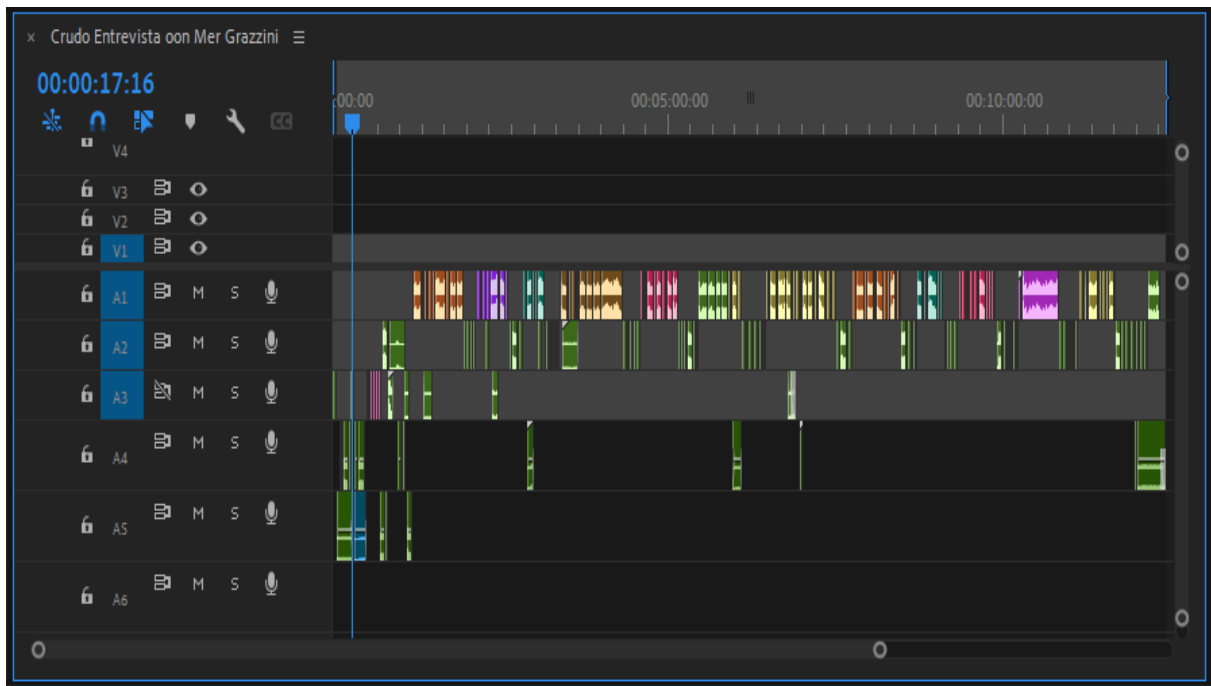 × Crudo Entrevista oon Mer Grazzini ≡
00:00:17:16
:00:00 00:05:00:00 00:10:00:00
CC
V4
V3
V2
V1
A1 M S
A2 M S
A3 M S
A4 M S
A5 M S
A6 M S